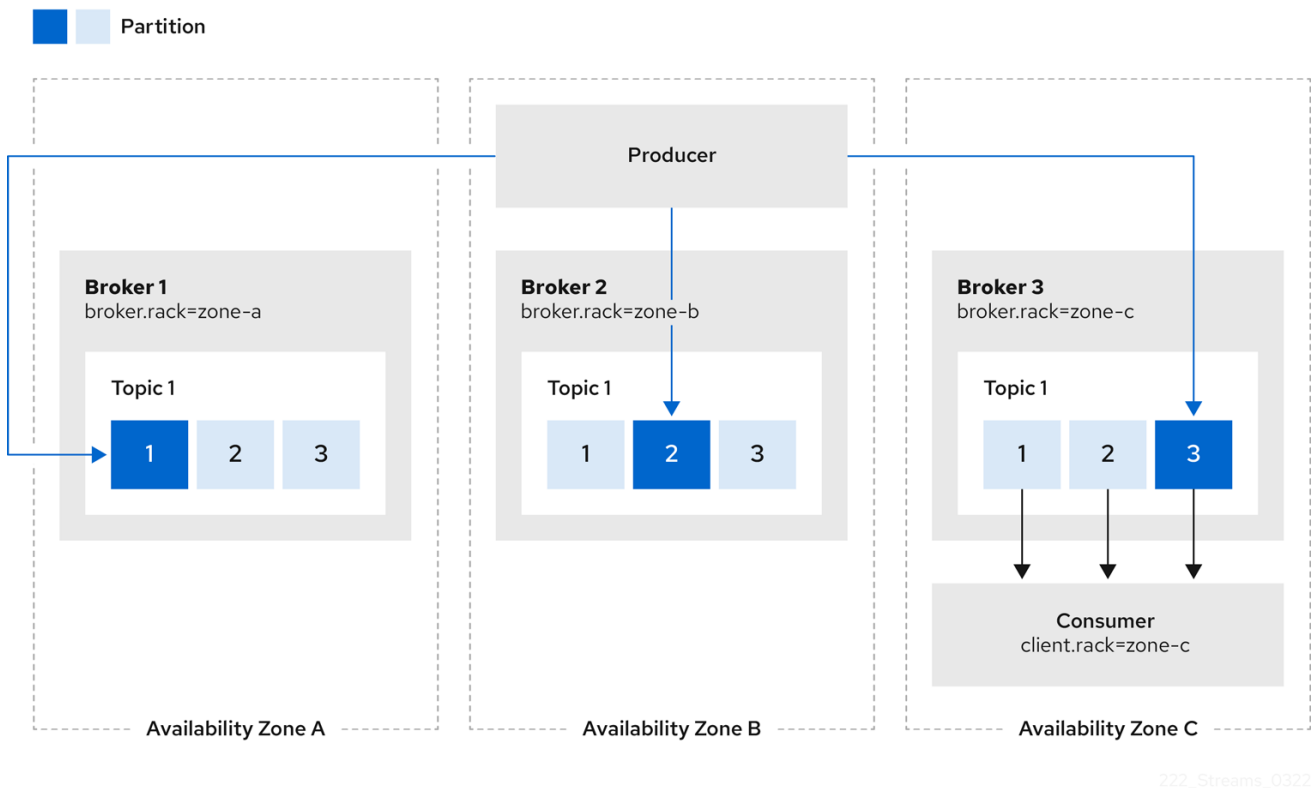 Partition
Producer
Broker 1
broker.rack=zone-a
Topic 1
1 2 3
Broker 2
broker.rack=zone-b
Topic 1
1 2 3
Broker 3
broker.rack=zone-c
Topic 1
1 2 3
Consumer
client.rack=zone-c
Availability Zone A
Availability Zone B
Availability Zone C
222_Streams_0322